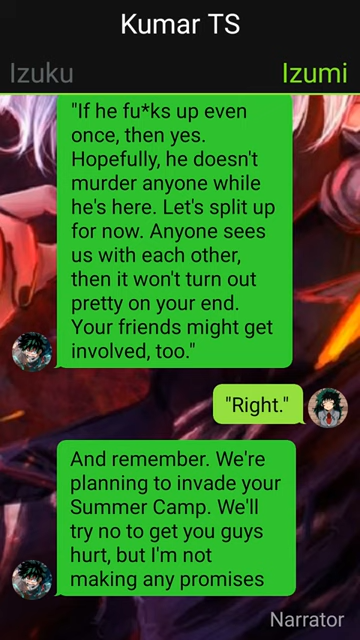 Kumar TS
Izuku
Izumi
"If he fu*ks up even
once, then yes.
Hopefully, he doesn't
murder anyone while
he's here. Let's split up
for now. Anyone sees
us with each other,
then it won't turn out
pretty on your end.
Your friends might get
involved, too."
"Right."
And remember. We're
planning to invade your
Summer Camp. We'll
try no to get you guys
hurt, but I'm not
making any promises
Narrator